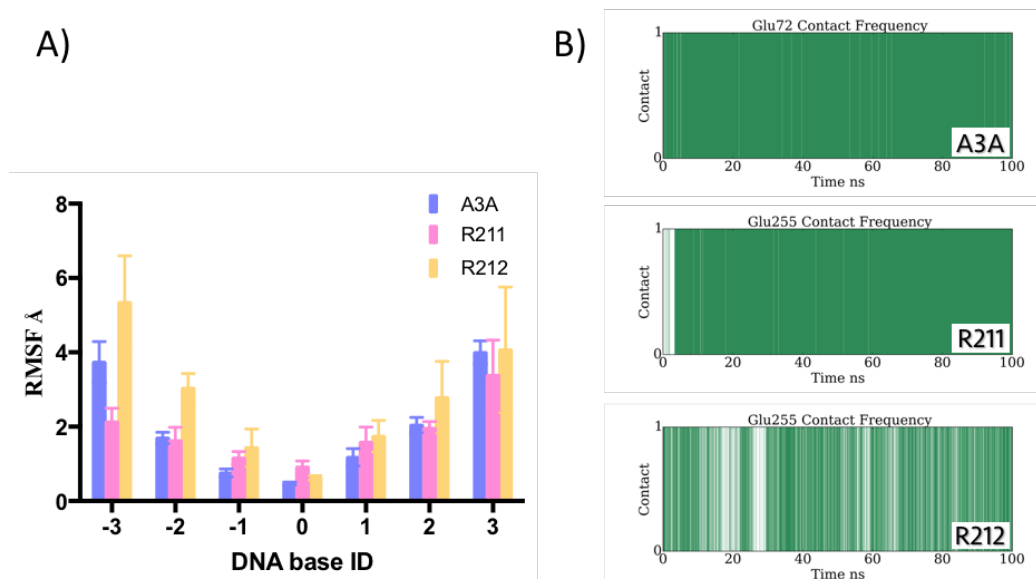 A)
8
6
4
2
0
RMSF Å
A3A
R211
R212
-3 -2 -1 0 1 2 3
DNA base ID
B)
Glu72 Contact Frequency
1
Contact
0
A3A
0 20 40 60 80 100
Time ns
Glu255 Contact Frequency
1
Contact
0
R211
0 20 40 60 80 100
Time ns
Glu255 Contact Frequency
1
Contact
0
R212
0 20 40 60 80 100
Time ns